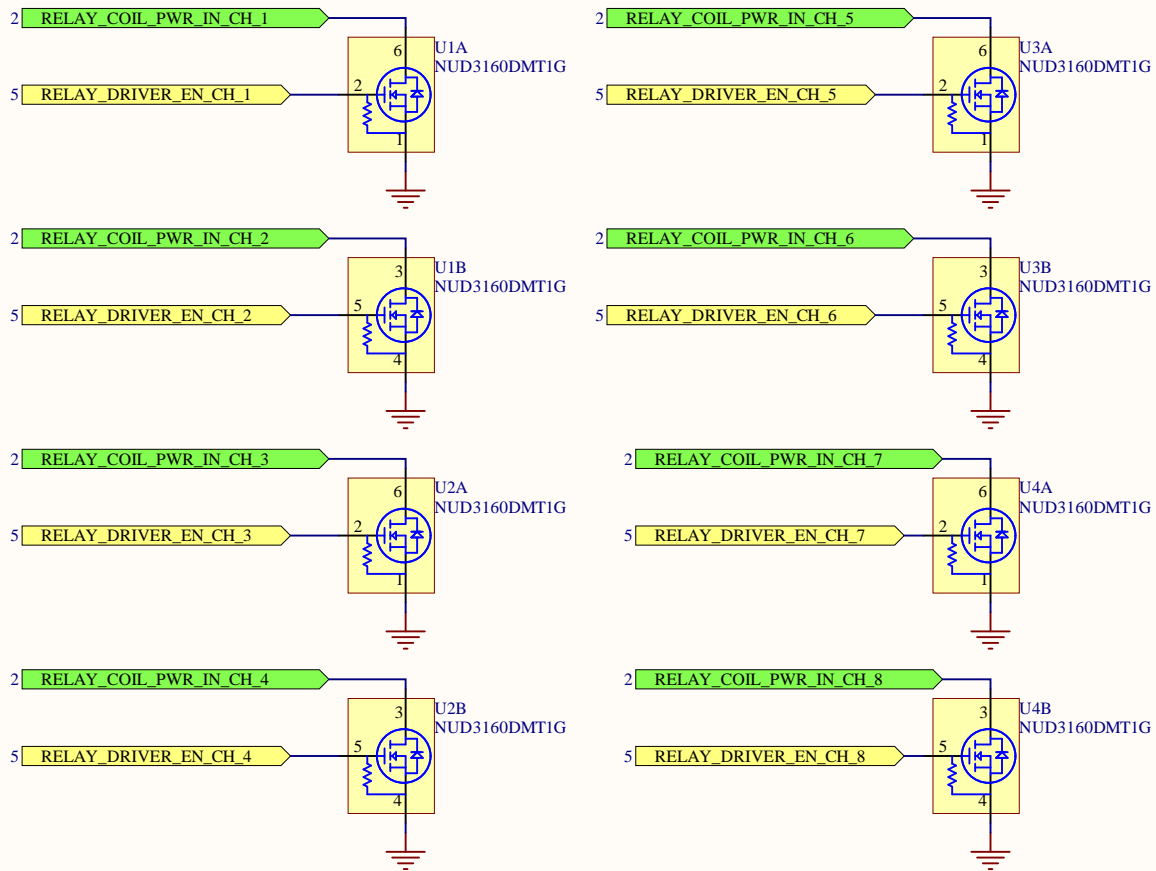 2 RELAY_COIL_PWR_IN_CH_1
6
U1A
NUD3160DMT1G
5 RELAY_DRIVER_EN_CH_1
2
1
2 RELAY_COIL_PWR_IN_CH_5
6
U3A
NUD3160DMT1G
5 RELAY_DRIVER_EN_CH_5
2
1
2 RELAY_COIL_PWR_IN_CH_2
3
U1B
NUD3160DMT1G
5 RELAY_DRIVER_EN_CH_2
5
4
2 RELAY_COIL_PWR_IN_CH_6
3
U3B
NUD3160DMT1G
5 RELAY_DRIVER_EN_CH_6
5
4
2 RELAY_COIL_PWR_IN_CH_3
6
U2A
NUD3160DMT1G
5 RELAY_DRIVER_EN_CH_3
2
1
2 RELAY_COIL_PWR_IN_CH_7
6
U4A
NUD3160DMT1G
5 RELAY_DRIVER_EN_CH_7
2
1
2 RELAY_COIL_PWR_IN_CH_4
3
U2B
NUD3160DMT1G
5 RELAY_DRIVER_EN_CH_4
5
4
2 RELAY_COIL_PWR_IN_CH_8
3
U4B
NUD3160DMT1G
5 RELAY_DRIVER_EN_CH_8
5
4